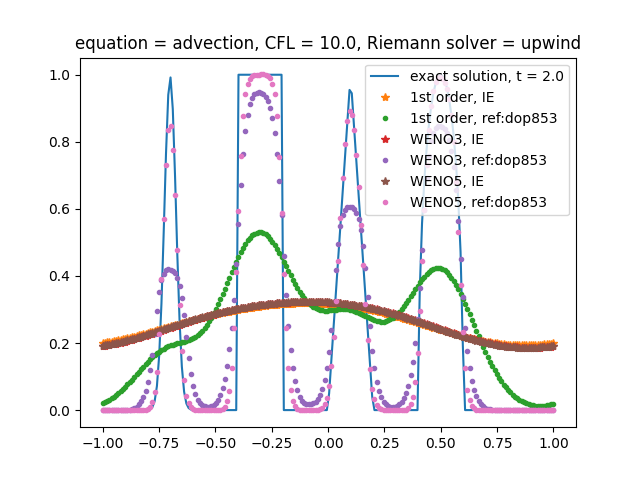 equation = advection, CFL = 10.0, Riemann solver = upwind
exact solution, t = 2.0
1st order, IE
1st order, ref:dop853
WENO3, IE
WENO3, ref:dop853
WENO5, IE
WENO5, ref:dop853
1.0
0.8
0.6
0.4
0.2
0.0
−1.00 −0.75 −0.50 −0.25 0.00 0.25 0.50 0.75 1.00